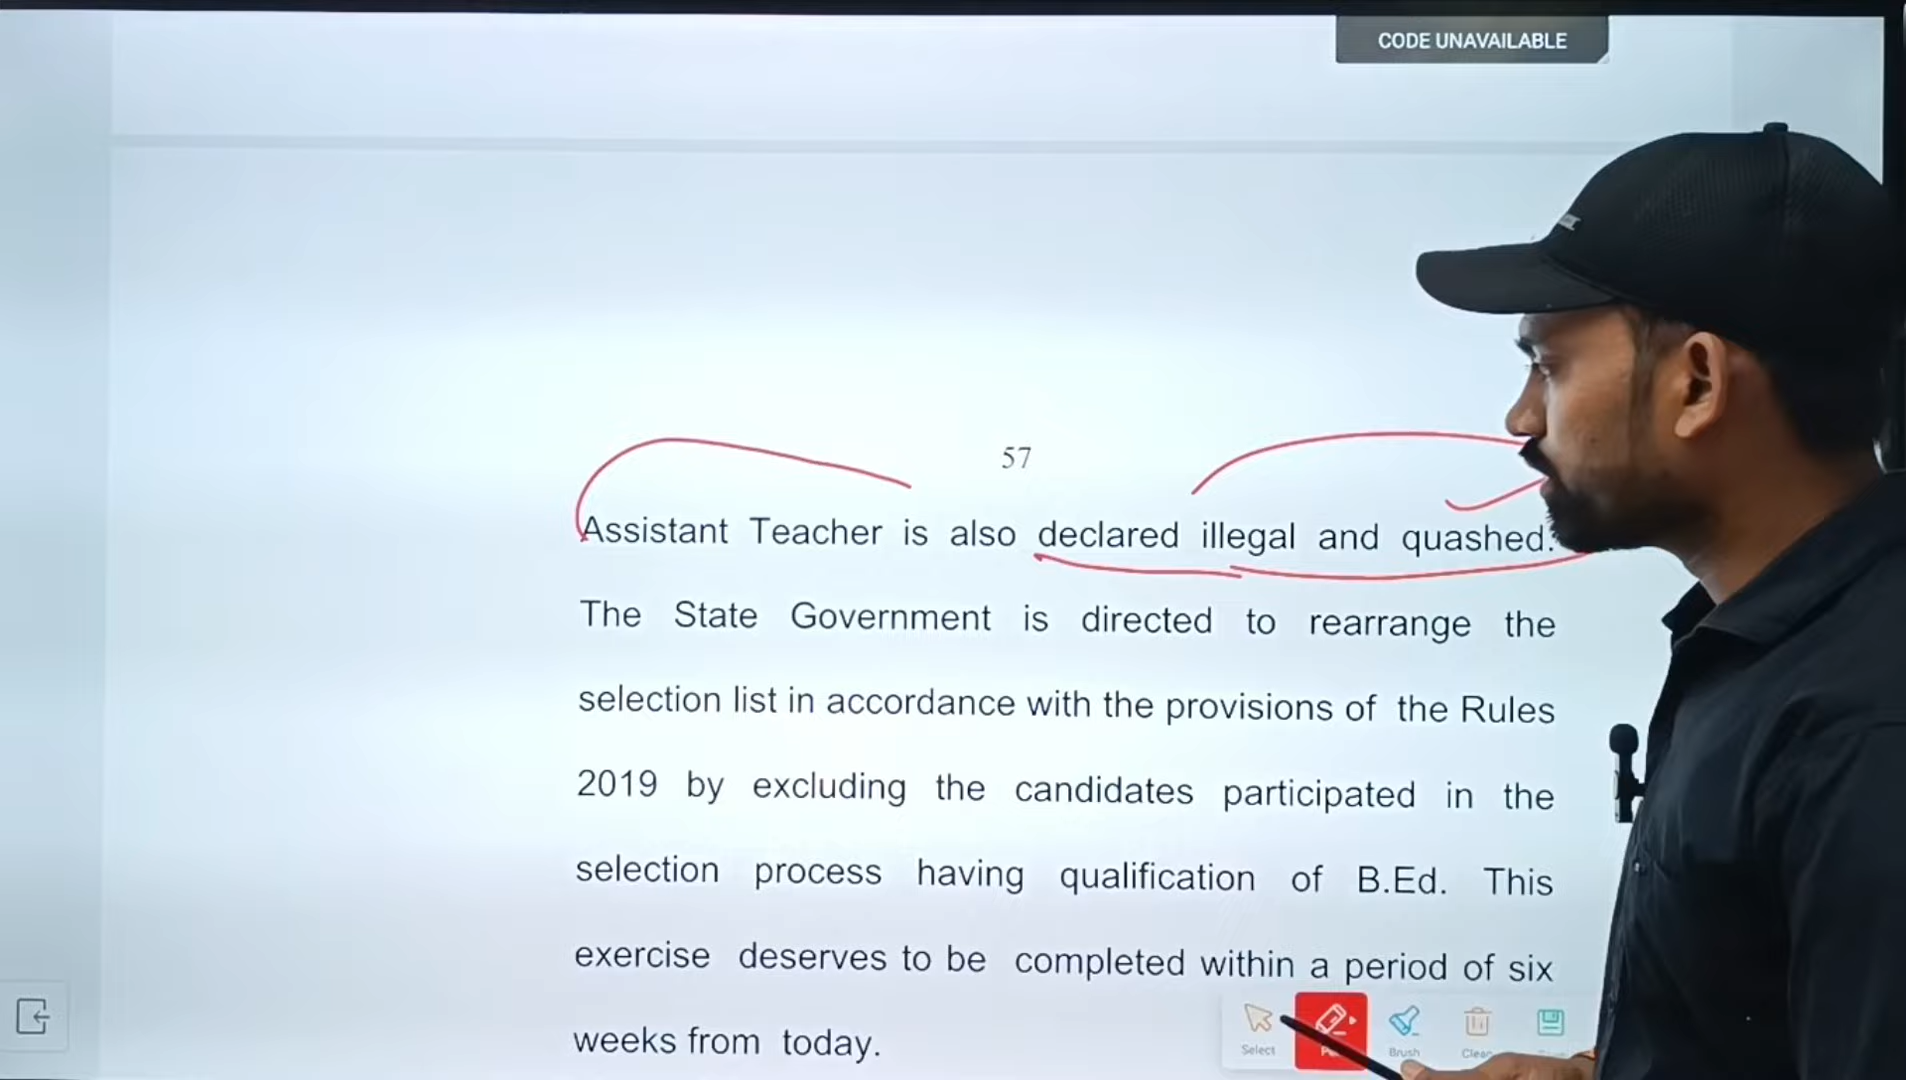 CODE UNAVAILABLE
57
Assistant Teacher is also declared illegal and quashed.
The State Government is directed to rearrange the
selection list in accordance with the provisions of the Rules
2019 by excluding the candidates participated in the
selection process having qualification of B.Ed. This
exercise deserves to be completed within a period of six
weeks from today.
Select
Brush